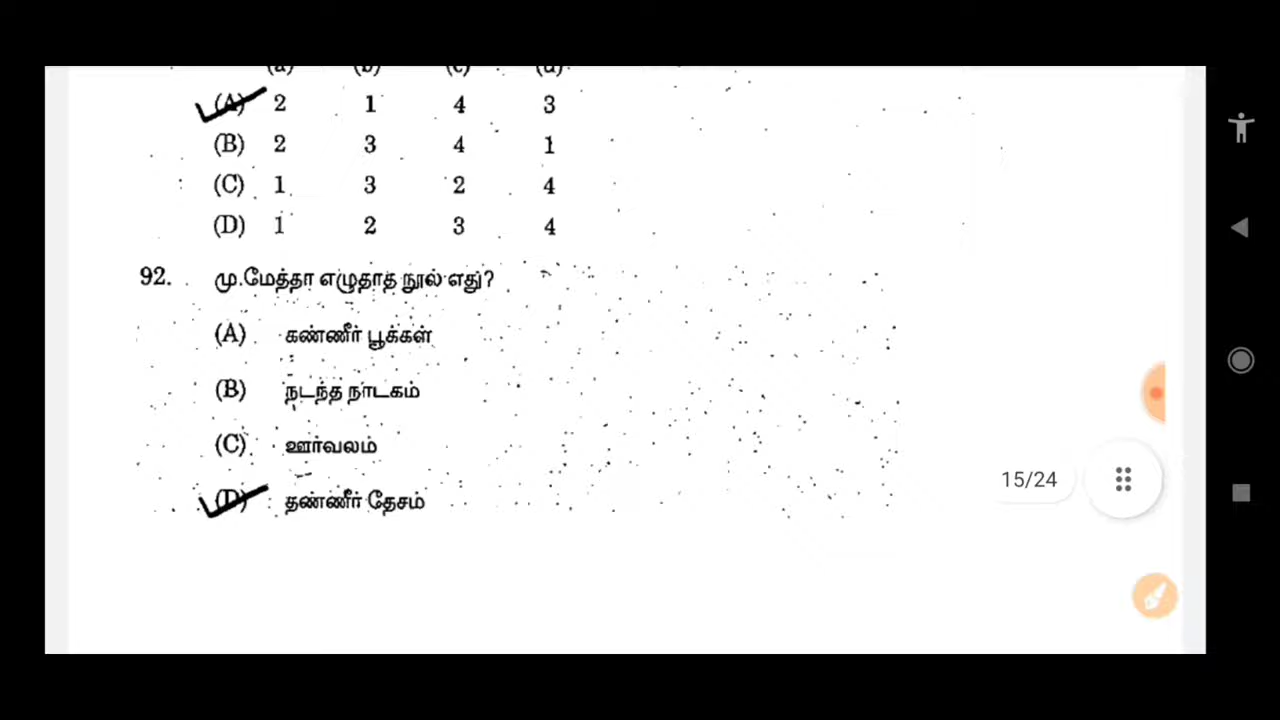 (a) (b) (c) (d)
(A) 2 1 4 3
(B) 2 3 4 1
(C) 1 3 2 4
(D) 1 2 3 4
92. மு.மேத்தா எழுதாத நூல் எது?
(A) கண்ணீர் பூக்கள்
(B) நடந்த நாடகம்
(C) ஊர்வலம்
(D) தண்ணீர் தேசம்
15/24